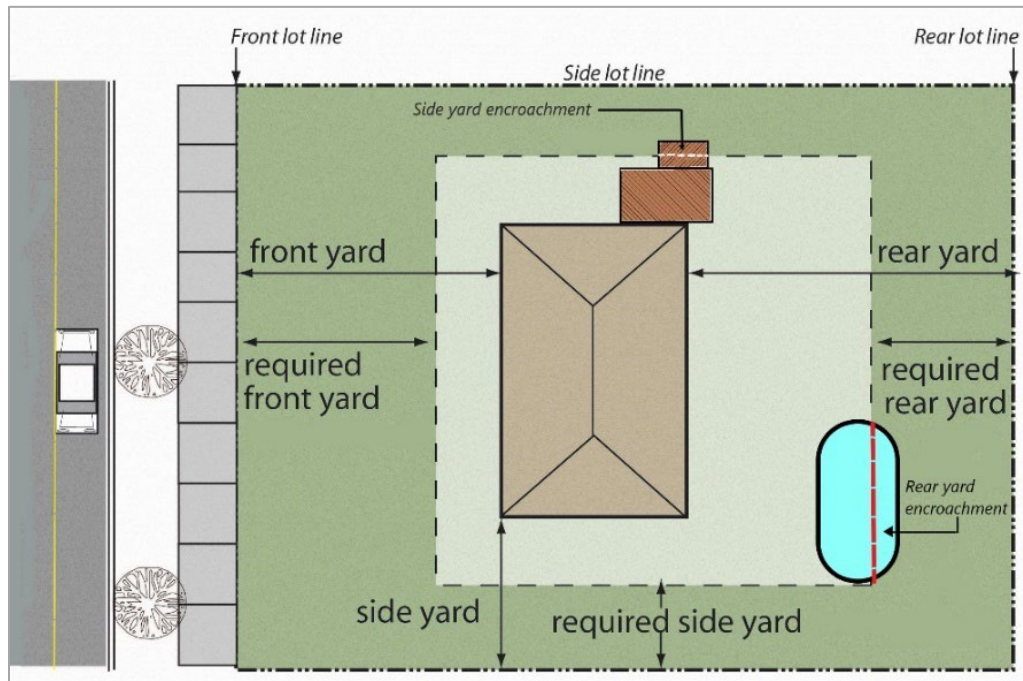 Front lot line
Rear lot line
Side lot line
Side yard encroachment
front yard
rear yard
required
front yard
required
rear yard
Rear yard
encroachment
side yard
required side yard